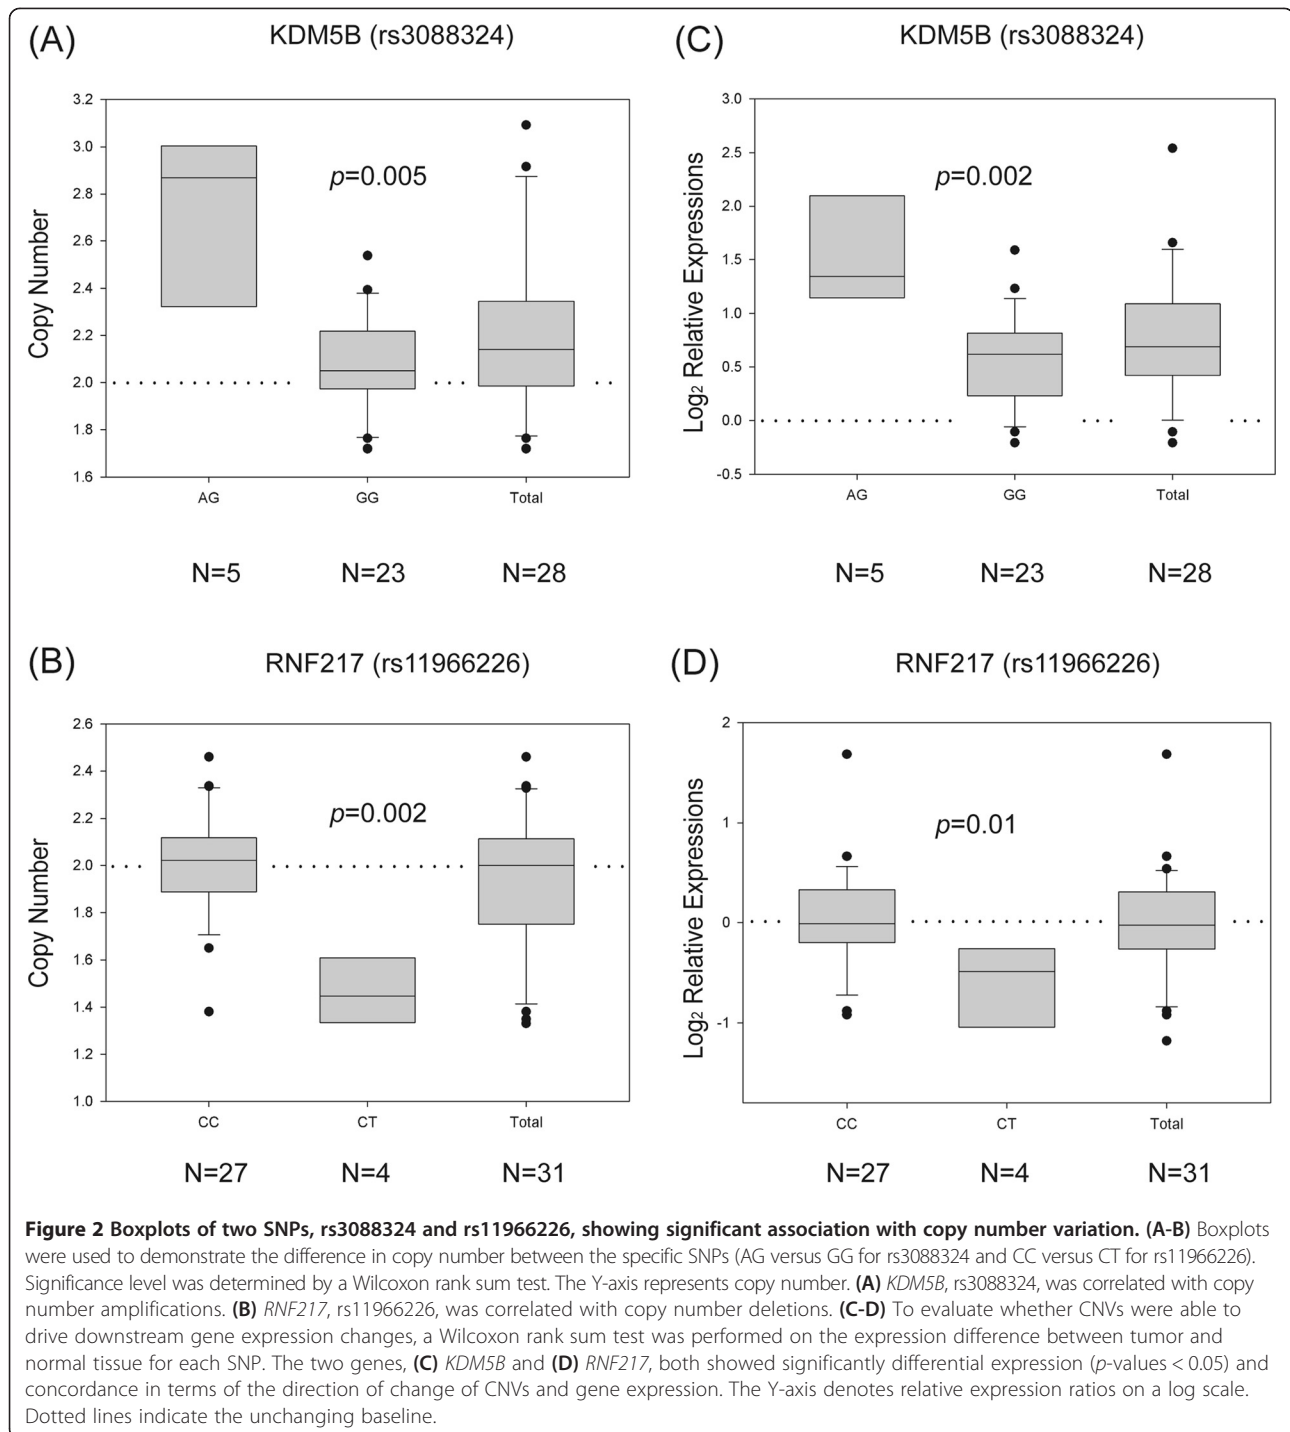 (A)
KDM5B (rs3088324)
Copy Number
3.2
3.0
2.8
2.6
2.4
2.2
2.0
1.8
1.6
p=0.005
AG
GG
Total
N=5
N=23
N=28
(C)
KDM5B (rs3088324)
Log2 Relative Expressions
3.0
2.5
2.0
1.5
1.0
0.5
0.0
-0.5
p=0.002
AG
GG
Total
N=5
N=23
N=28
(B)
RNF217 (rs11966226)
Copy Number
2.6
2.4
2.2
2.0
1.8
1.6
1.4
1.2
1.0
p=0.002
CC
CT
Total
N=27
N=4
N=31
(D)
RNF217 (rs11966226)
Log2 Relative Expressions
2
1
0
-1
p=0.01
CC
CT
Total
N=27
N=4
N=31
Figure 2 Boxplots of two SNPs, rs3088324 and rs11966226, showing significant association with copy number variation. (A-B) Boxplots
were used to demonstrate the difference in copy number between the specific SNPs (AG versus GG for rs3088324 and CC versus CT for rs11966226).
Significance level was determined by a Wilcoxon rank sum test. The Y-axis represents copy number. (A) KDM5B, rs3088324, was correlated with copy
number amplifications. (B) RNF217, rs11966226, was correlated with copy number deletions. (C-D) To evaluate whether CNVs were able to
drive downstream gene expression changes, a Wilcoxon rank sum test was performed on the expression difference between tumor and
normal tissue for each SNP. The two genes, (C) KDM5B and (D) RNF217, both showed significantly differential expression (p-values < 0.05) and
concordance in terms of the direction of change of CNVs and gene expression. The Y-axis denotes relative expression ratios on a log scale.
Dotted lines indicate the unchanging baseline.